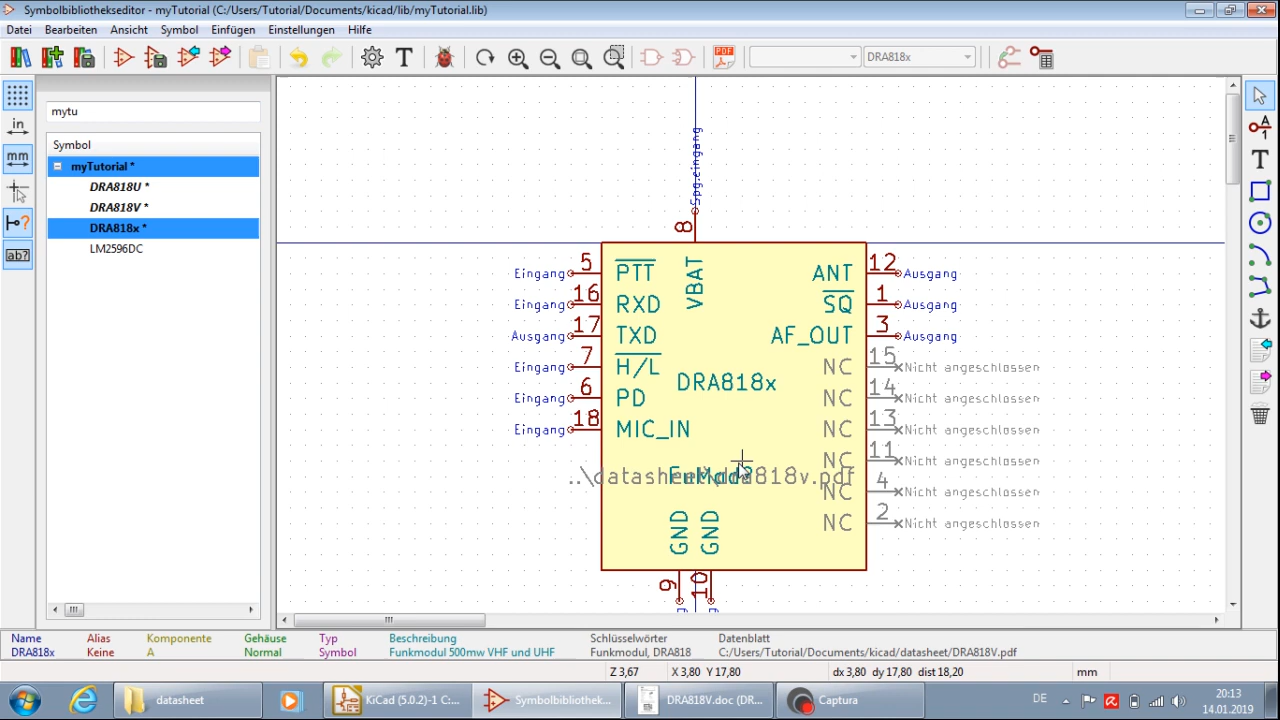 Symbolbibliothekseditor - myTutorial (C:/Users/Tutorial/Documents/kicad/lib/myTutorial.lib)
Datei Bearbeiten Ansicht Symbol Einfügen Einstellungen Hilfe
T PDF DRA818x
in
mm
ab?
mytu
Symbol
myTutorial *
DRA818U *
DRA818V *
DRA818x *
LM2596DC
Spg.eingang
8
VBAT
Eingang 5 PTT
Eingang 16 RXD
Ausgang 17 TXD
Eingang 7 H/L
Eingang 6 PD
Eingang 18 MIC_IN
ANT 12 Ausgang
SQ 1 Ausgang
AF_OUT 3 Ausgang
NC 15 Nicht angeschlossen
NC 14 Nicht angeschlossen
NC 13 Nicht angeschlossen
NC 11 Nicht angeschlossen
NC 4 Nicht angeschlossen
NC 2 Nicht angeschlossen
DRA818x
GND GND
9 10
Name Alias Komponente Gehäuse Typ Beschreibung Schlüsselwörter Datenblatt
DRA818x Keine A Normal Symbol Funkmodul 500mw VHF und UHF Funkmodul, DRA818 C:/Users/Tutorial/Documents/kicad/datasheet/DRA818V.pdf
Z 3,67 X 3,80 Y 17,80 dx 3,80 dy 17,80 dist 18,20 mm
datasheet KiCad (5.0.2)-1 C:... Symbolbibliothek... DRA818V.doc (DR... Captura DE 20:13
14.01.2019